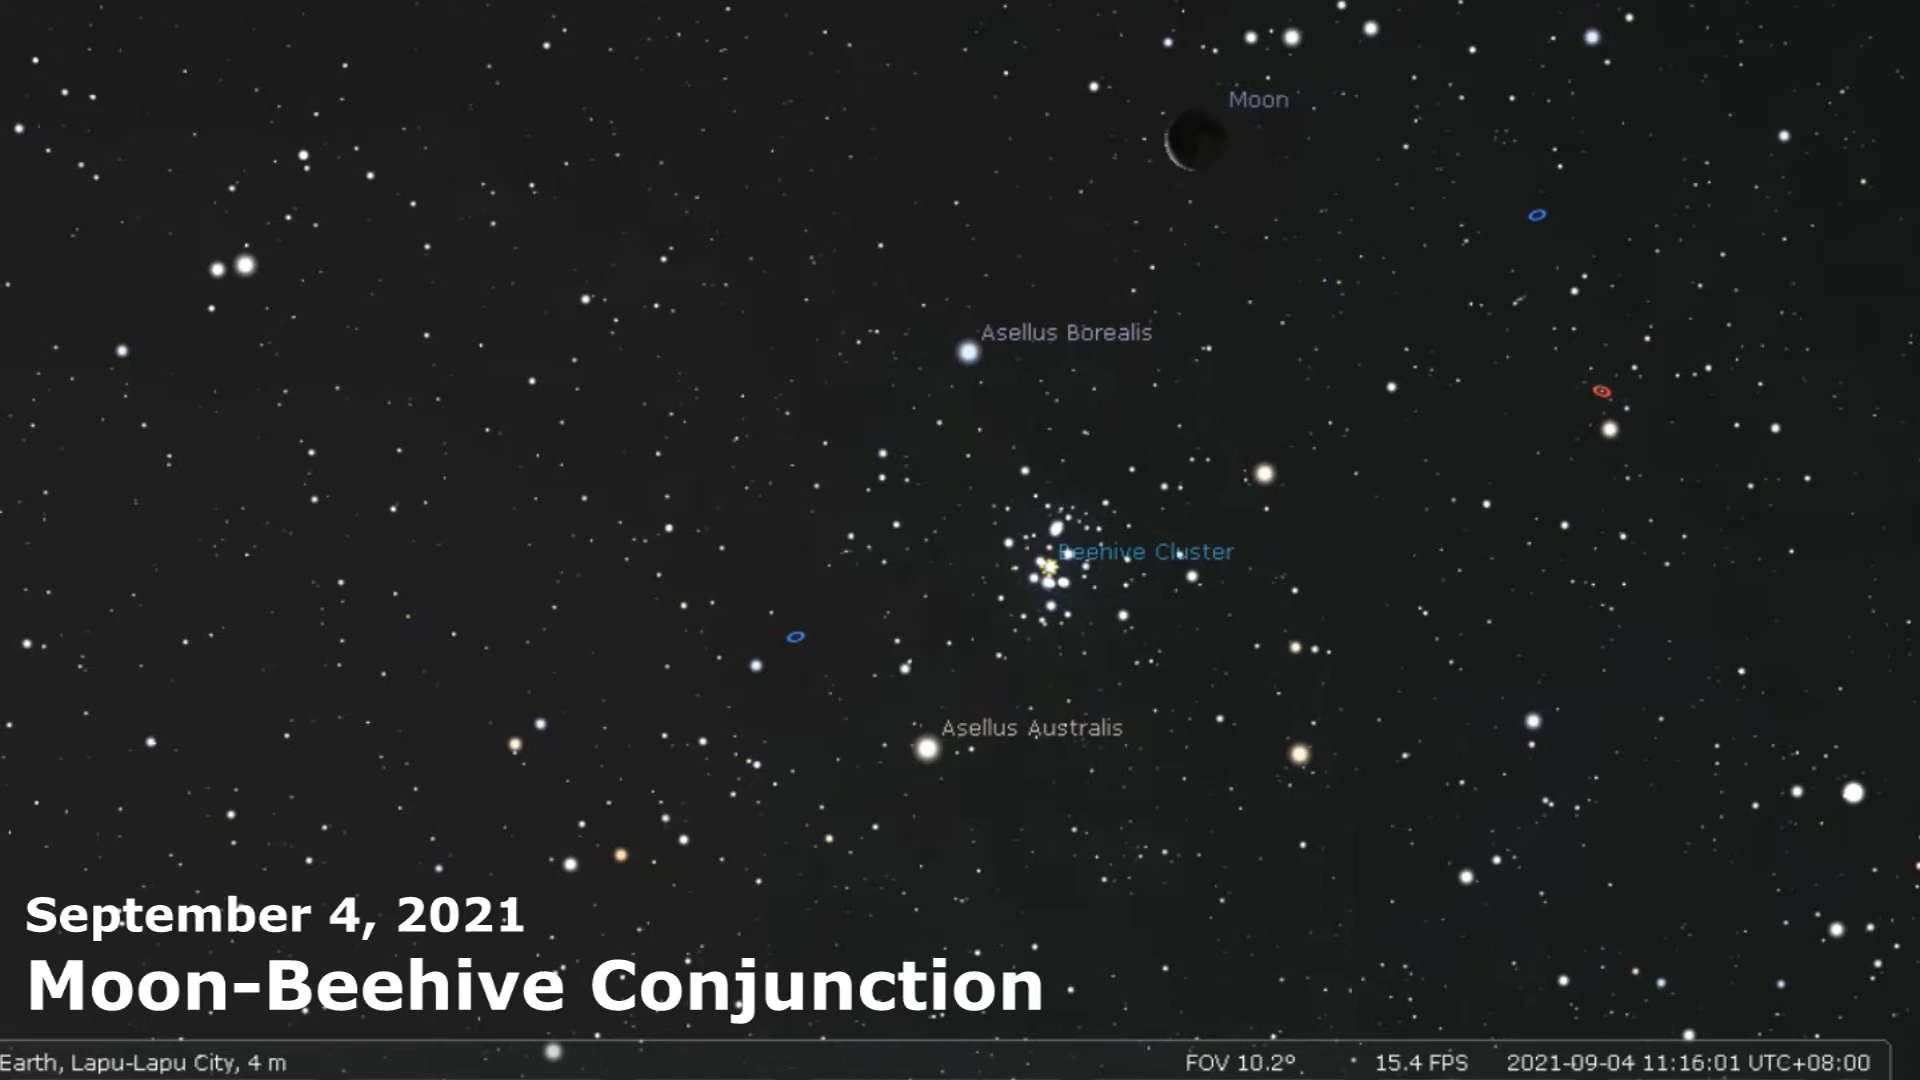 Moon
Asellus Borealis
Beehive Cluster
Asellus Australis
September 4, 2021
Moon-Beehive Conjunction
Earth, Lapu-Lapu City, 4 m
FOV 10.2°
15.4 FPS
2021-09-04 11:16:01 UTC+08:00